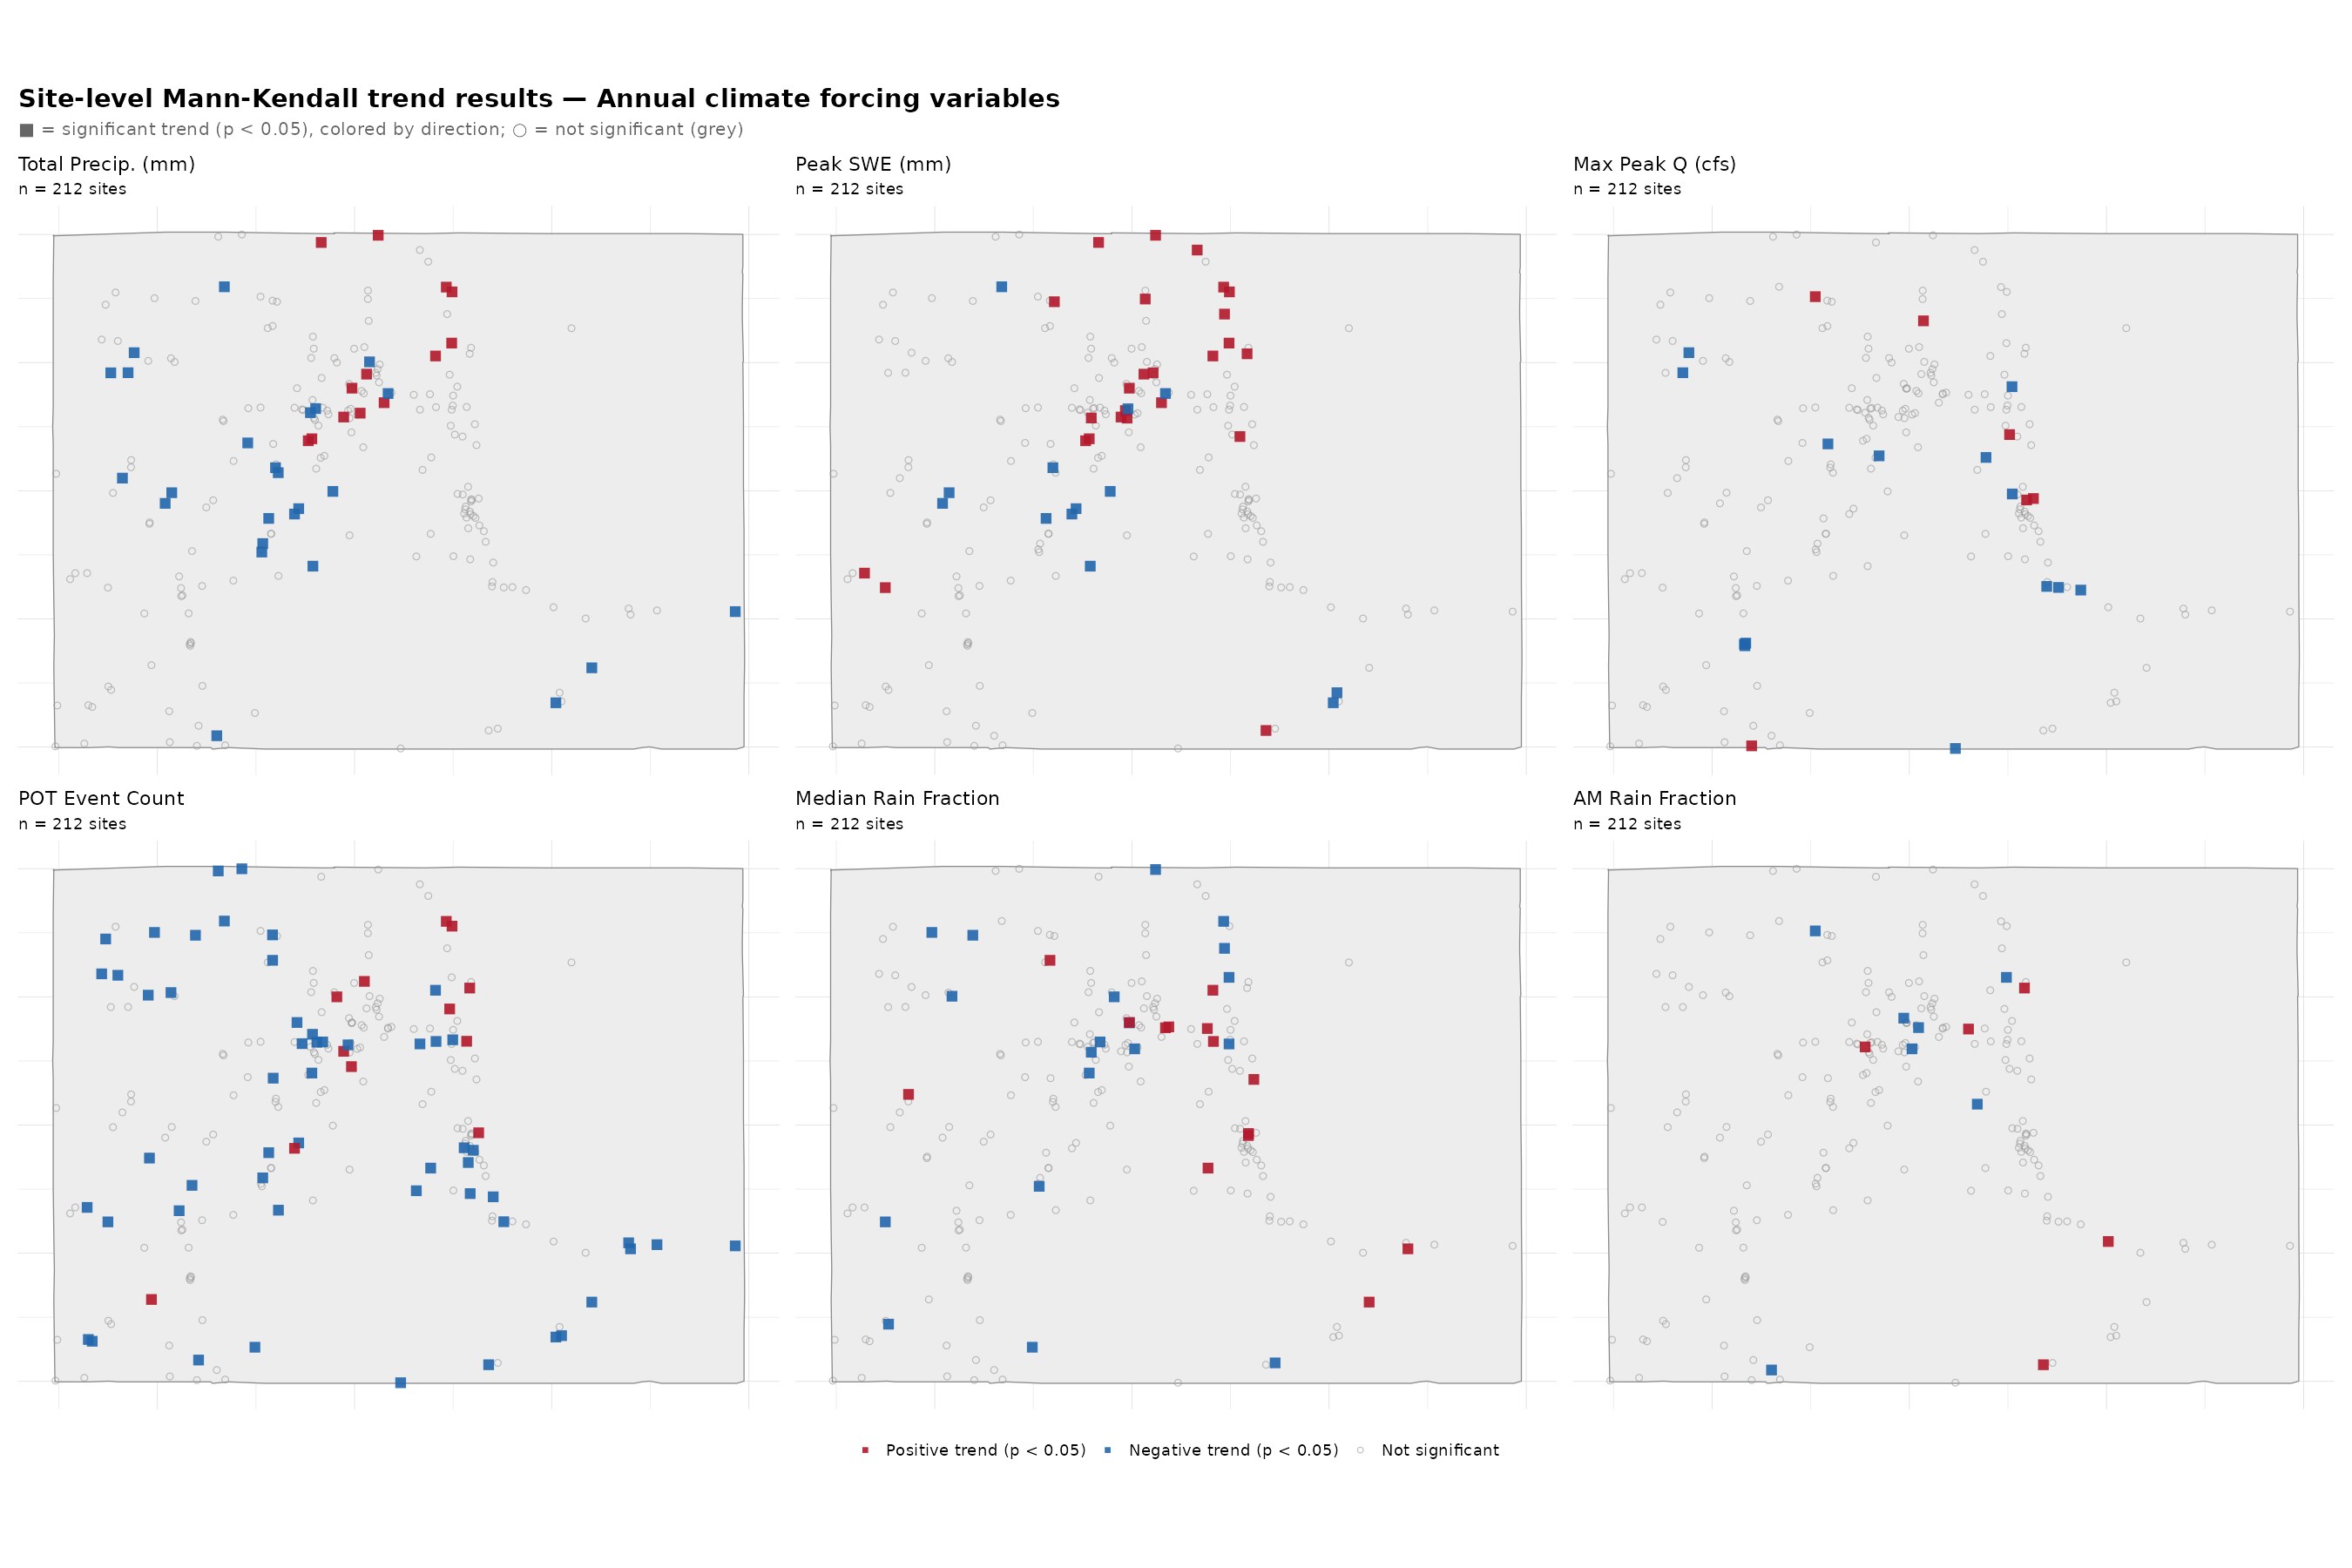 Site-level Mann-Kendall trend results — Annual climate forcing variables
■ = significant trend (p < 0.05), colored by direction; ○ = not significant (grey)
Total Precip. (mm)
n = 212 sites
Peak SWE (mm)
n = 212 sites
Max Peak Q (cfs)
n = 212 sites
POT Event Count
n = 212 sites
Median Rain Fraction
n = 212 sites
AM Rain Fraction
n = 212 sites
Positive trend (p < 0.05) Negative trend (p < 0.05) Not significant